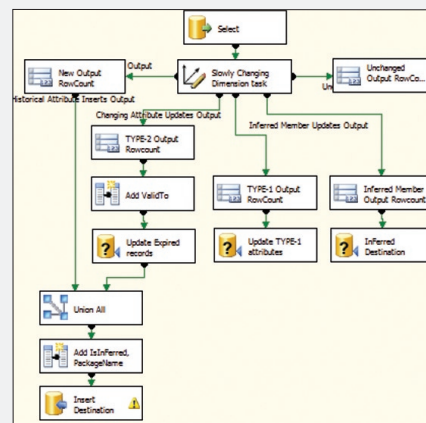 Select
Output
New Output
RowCount
Slowly Changing
Dimension task
Unchanged
Output RowCo...
Historical Attribute Inserts Output
Changing Attribute Updates Output
Inferred Member Updates Output
TYPE-2 Output
Rowcount
TYPE-1 Output
RowCount
Inferred Member
Output Rowcount
Add ValidTo
Update Expired
records
Update TYPE-1
attributes
InFerred
Destination
Union All
Add IsInferred,
PackageName
Insert
Destination